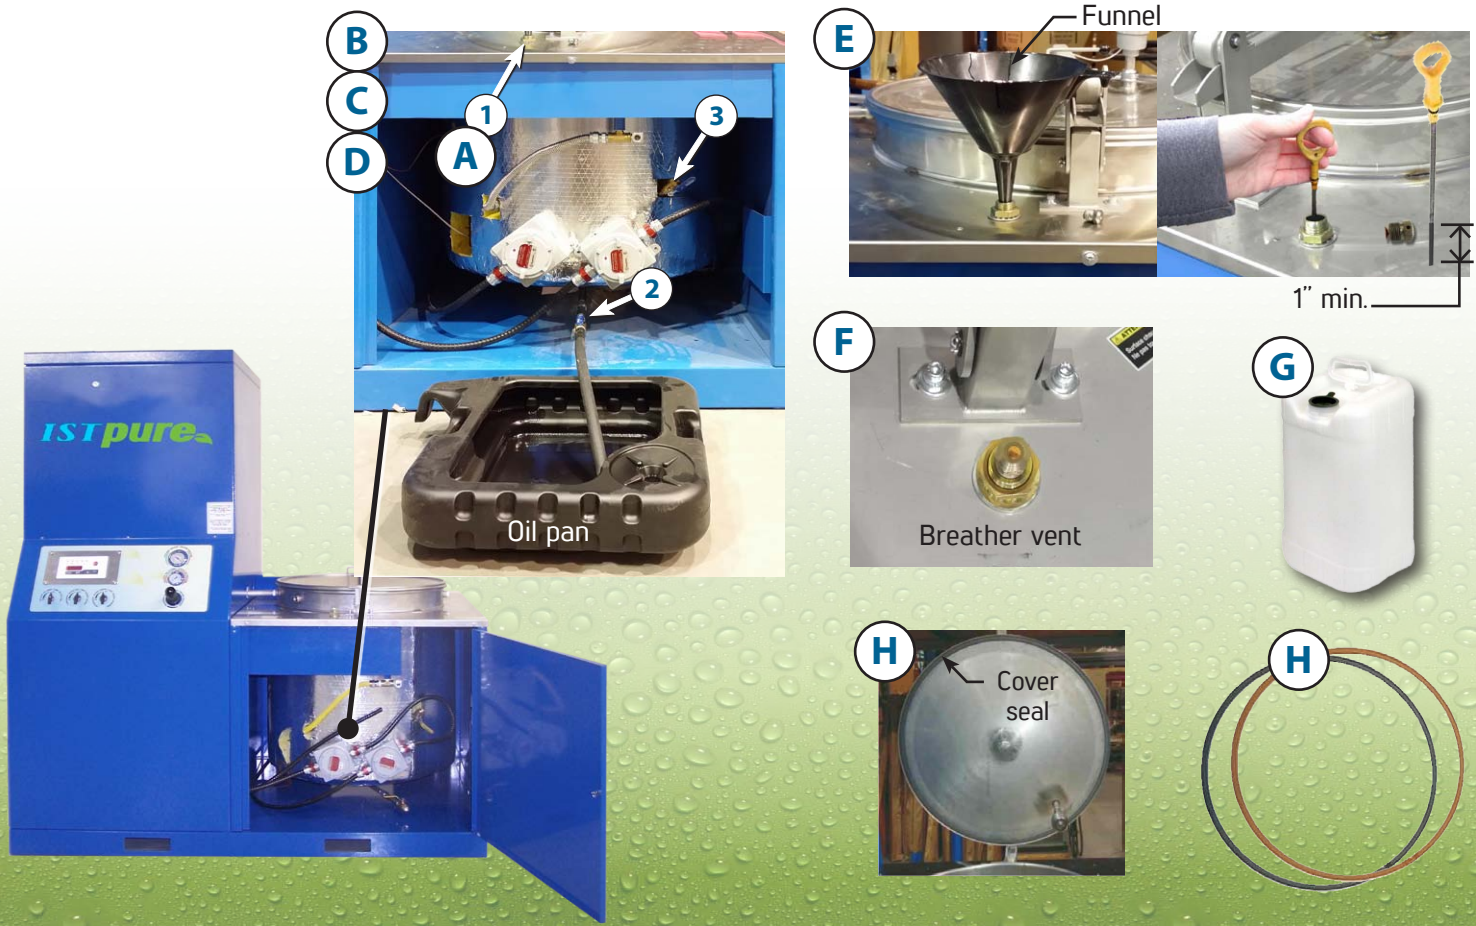 B
C
D
1
A
3
2
Oil pan
E
Funnel
1” min.
F
Breather vent
G
H
Cover
seal
H
ISTpure